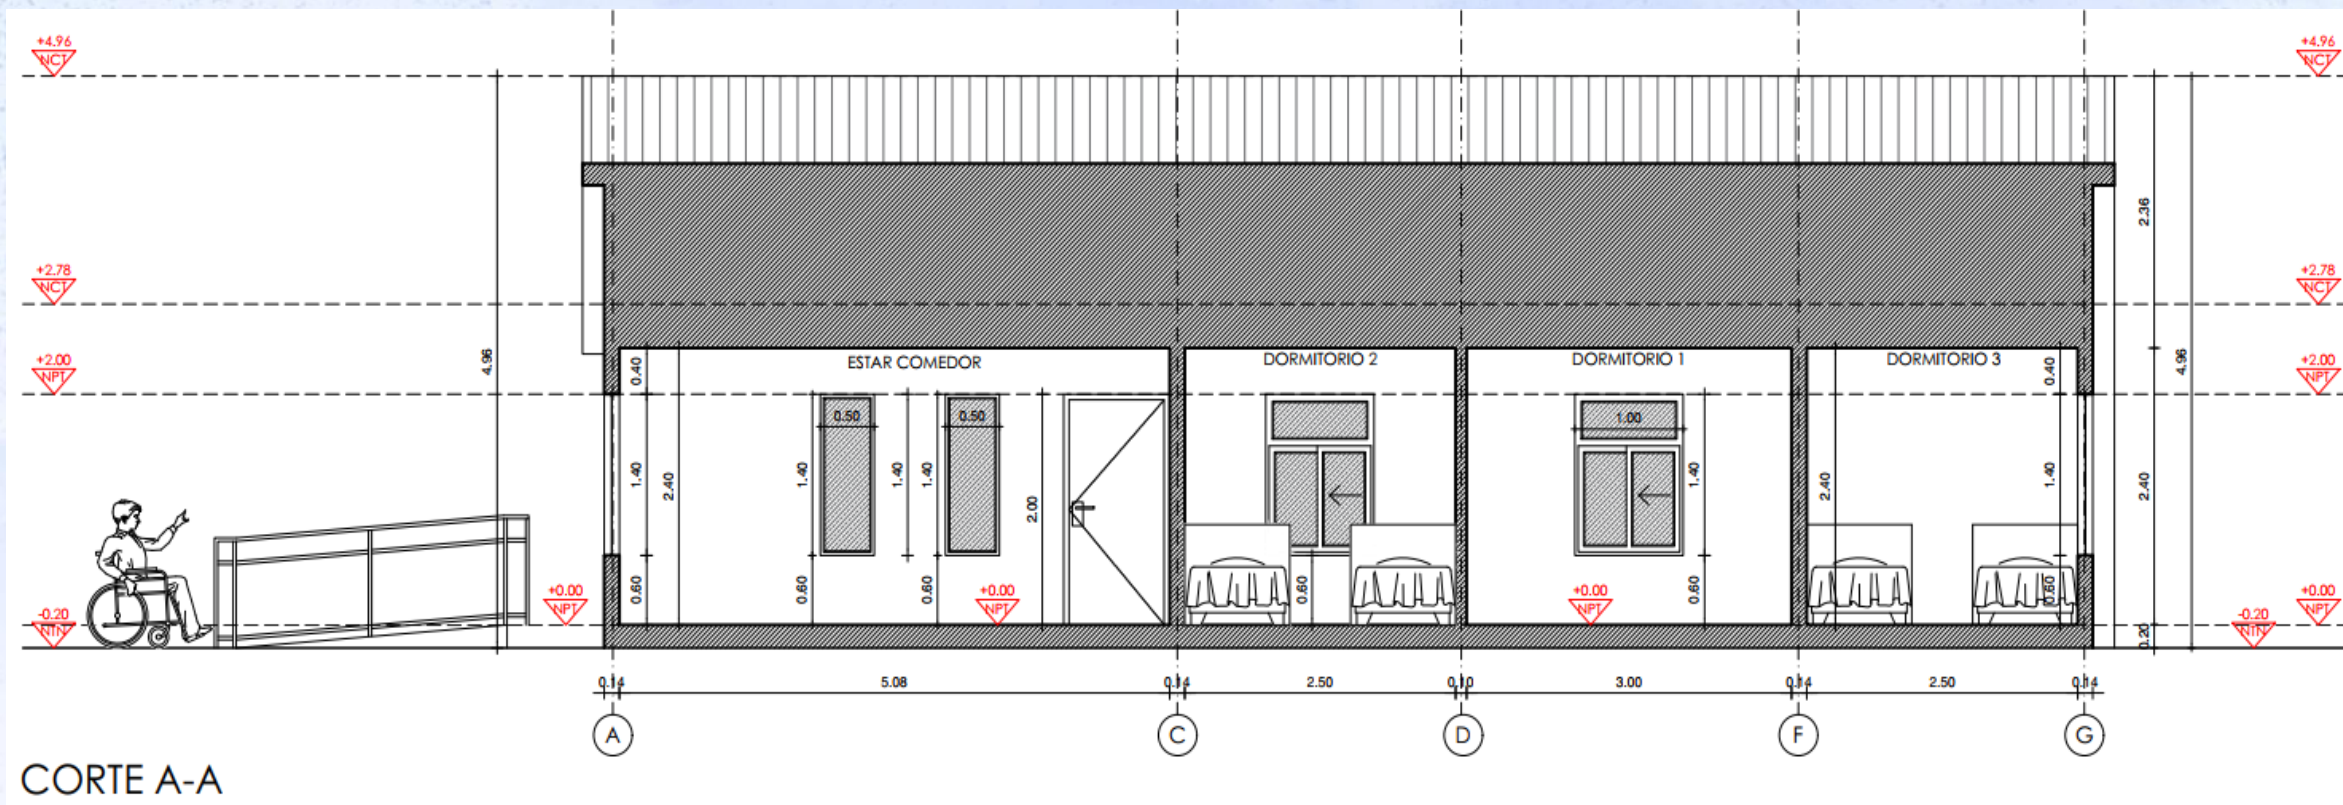 +4.96
NCT
+4.96
NCT
2.36
+2.78
NCT
+2.78
NCT
+2.00
NPT
4.96
0.40
ESTAR COMEDOR
DORMITORIO 2
DORMITORIO 1
DORMITORIO 3
0.40
4.96
+2.00
NPT
0.50
0.50
1.00
1.40
2.40
1.40
1.40
1.40
2.00
1.40
2.40
1.40
2.40
0.60
0.60
0.60
0.60
0.60
0.60
-0.20
NTN
+0.00
NPT
+0.00
NPT
+0.00
NPT
-0.20
NTN
+0.00
NPT
0.20
0.14
5.08
0.14
2.50
0.10
3.00
0.14
2.50
0.14
A
C
D
F
G
CORTE A-A